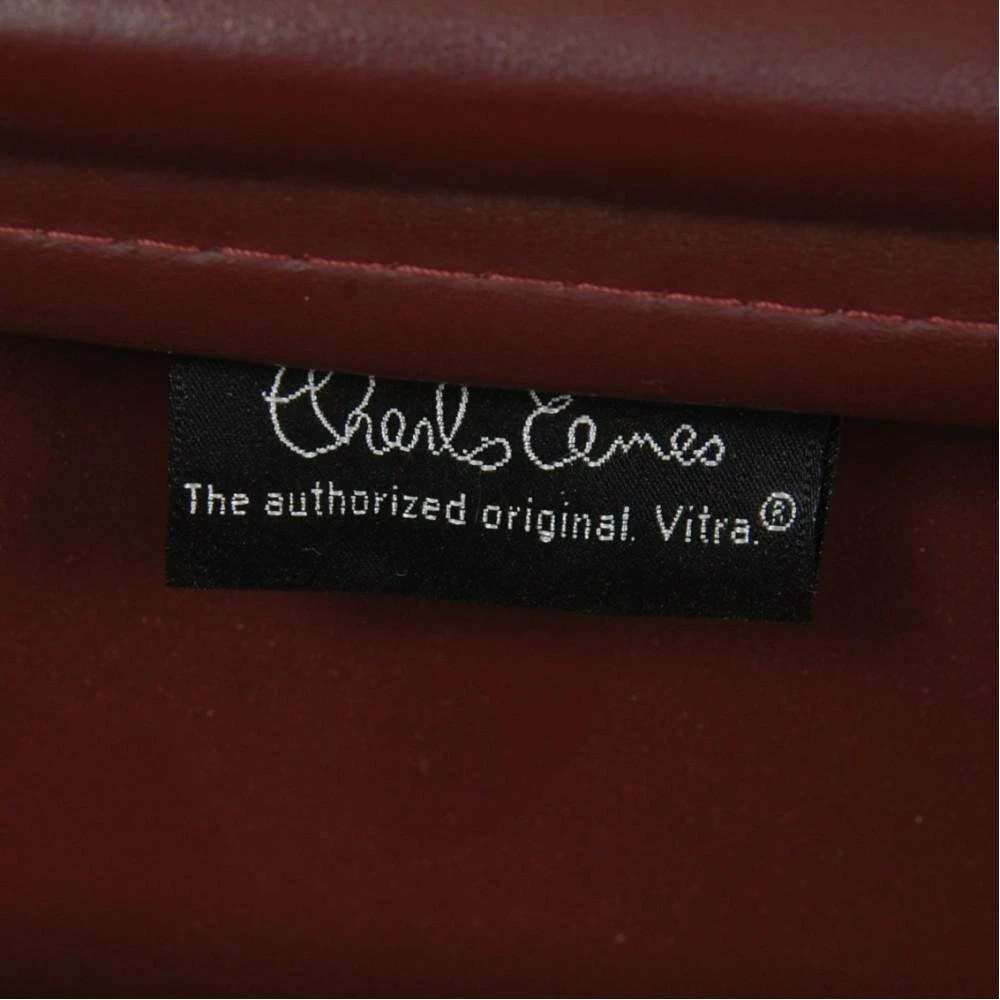 Charles Eames
The authorized original. Vitra.®